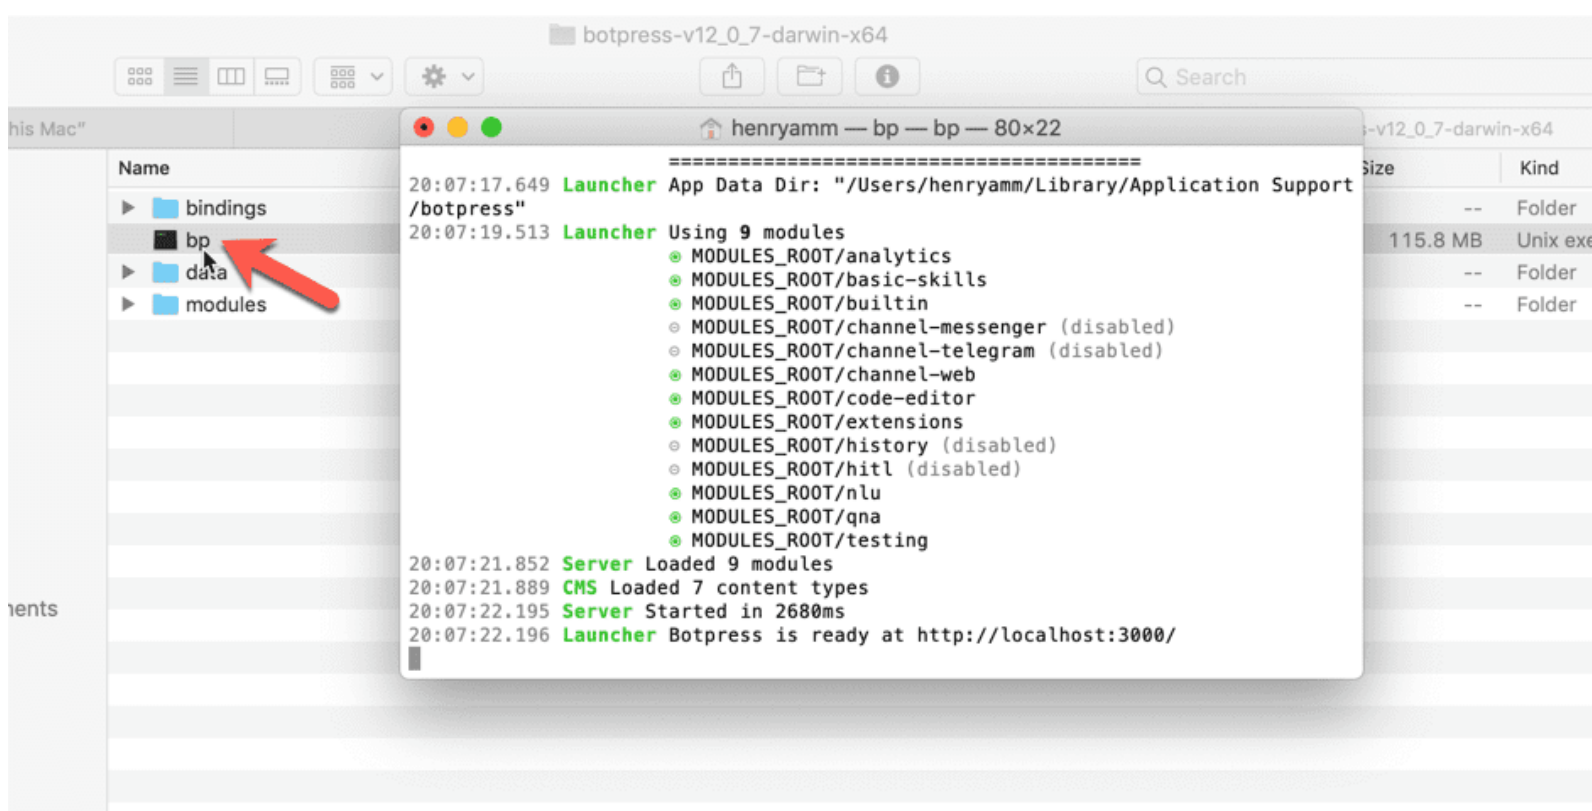 botpress-v12_0_7-darwin-x64
Search
his Mac”
henryamm — bp — bp — 80×22
-v12_0_7-darwin-x64
Name
Size
Kind
bindings
-- Folder
bp
115.8 MB Unix exe
data
-- Folder
modules
-- Folder
ents
========================================
20:07:17.649 Launcher App Data Dir: "/Users/henryamm/Library/Application Support
/botpress"
20:07:19.513 Launcher Using 9 modules
MODULES_ROOT/analytics
MODULES_ROOT/basic-skills
MODULES_ROOT/builtin
MODULES_ROOT/channel-messenger (disabled)
MODULES_ROOT/channel-telegram (disabled)
MODULES_ROOT/channel-web
MODULES_ROOT/code-editor
MODULES_ROOT/extensions
MODULES_ROOT/history (disabled)
MODULES_ROOT/hitl (disabled)
MODULES_ROOT/nlu
MODULES_ROOT/qna
MODULES_ROOT/testing
20:07:21.852 Server Loaded 9 modules
20:07:21.889 CMS Loaded 7 content types
20:07:22.195 Server Started in 2680ms
20:07:22.196 Launcher Botpress is ready at http://localhost:3000/